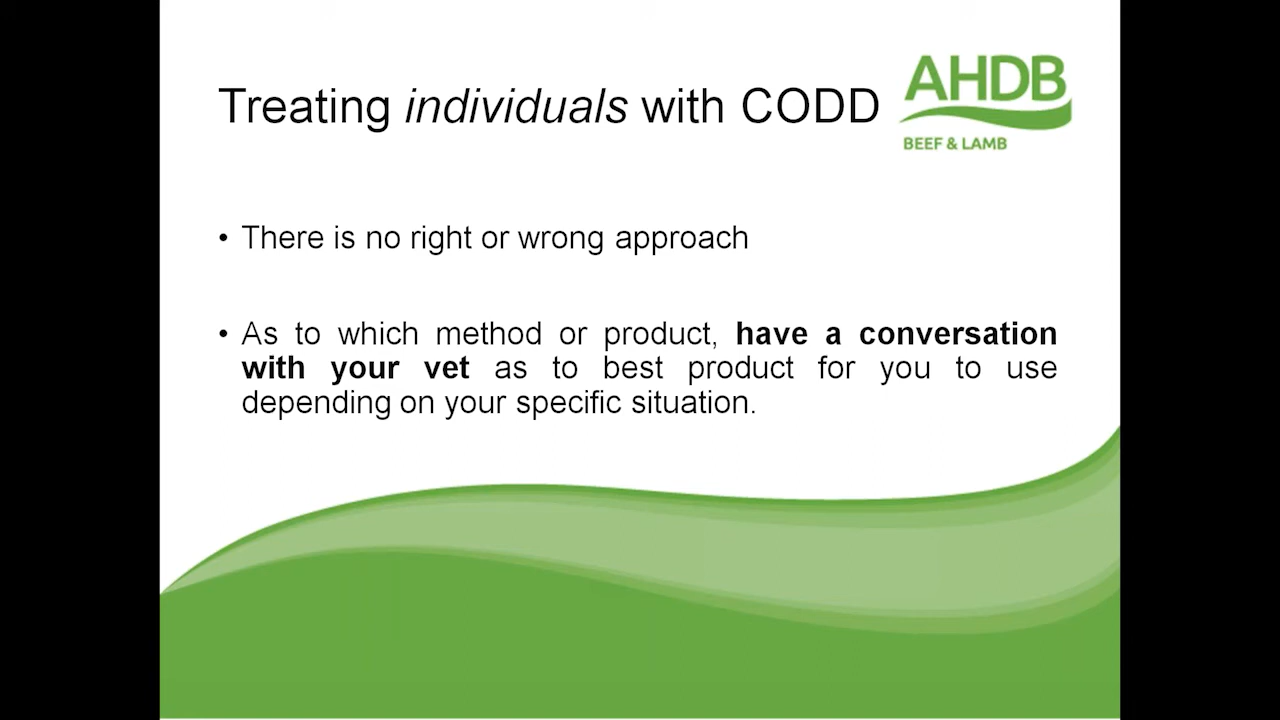 Treating individuals with CODD
AHDB
BEEF & LAMB
• There is no right or wrong approach
• As to which method or product, have a conversation
with your vet as to best product for you to use
depending on your specific situation.